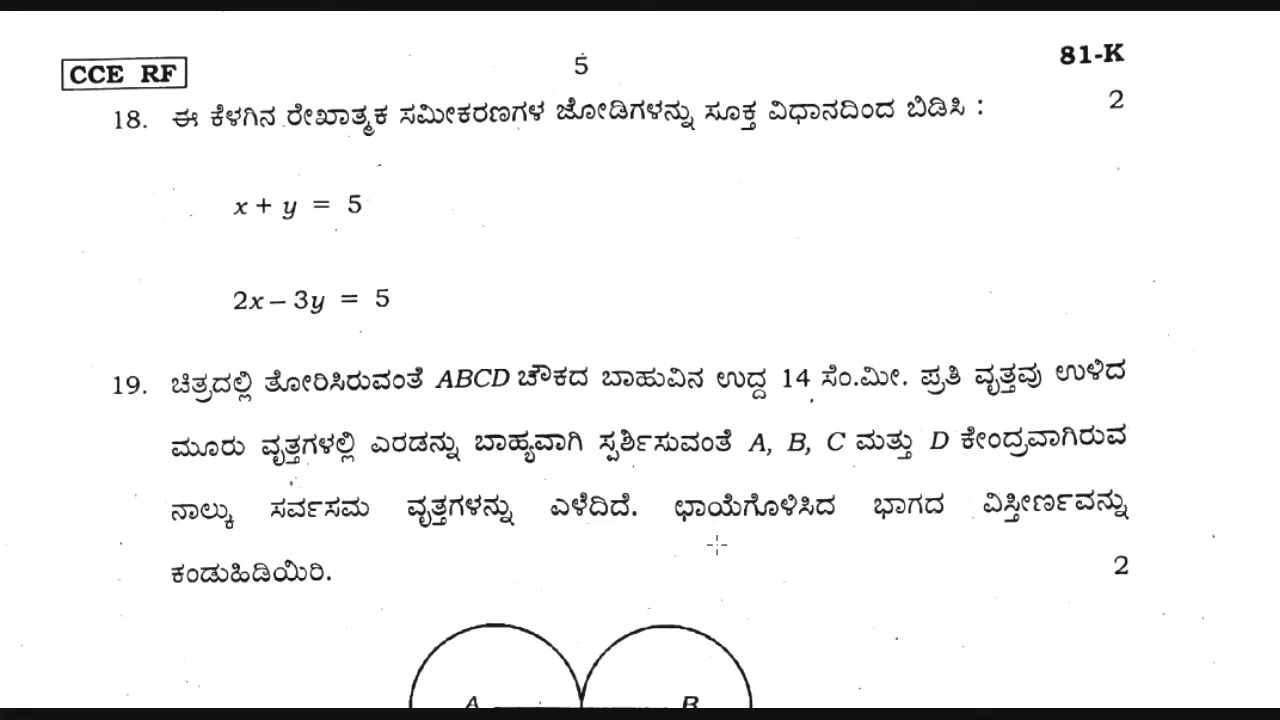 CCE RF 5 81-K
18. ಈ ಕೆಳಗಿನ ರೇಖಾತ್ಮಕ ಸಮೀಕರಣಗಳ ಜೋಡಿಗಳನ್ನು ಸೂಕ್ತ ವಿಧಾನದಿಂದ ಬಿಡಿಸಿ : 2
x + y = 5
2x – 3y = 5
19. ಚಿತ್ರದಲ್ಲಿ ತೋರಿಸಿರುವಂತೆ ABCD ಚೌಕದ ಬಾಹುವಿನ ಉದ್ದ 14 ಸೆಂ.ಮೀ. ಪ್ರತಿ ವೃತ್ತವು ಉಳಿದ
ಮೂರು ವೃತ್ತಗಳಲ್ಲಿ ಎರಡನ್ನು ಬಾಹ್ಯವಾಗಿ ಸ್ಪರ್ಶಿಸುವಂತೆ A, B, C ಮತ್ತು D ಕೇಂದ್ರವಾಗಿರುವ
ನಾಲ್ಕು ಸರ್ವಸಮ ವೃತ್ತಗಳನ್ನು ಎಳೆದಿದೆ. ಛಾಯೆಗೊಳಿಸಿದ ಭಾಗದ ವಿಸ್ತೀರ್ಣವನ್ನು
ಕಂಡುಹಿಡಿಯಿರಿ. 2
A B